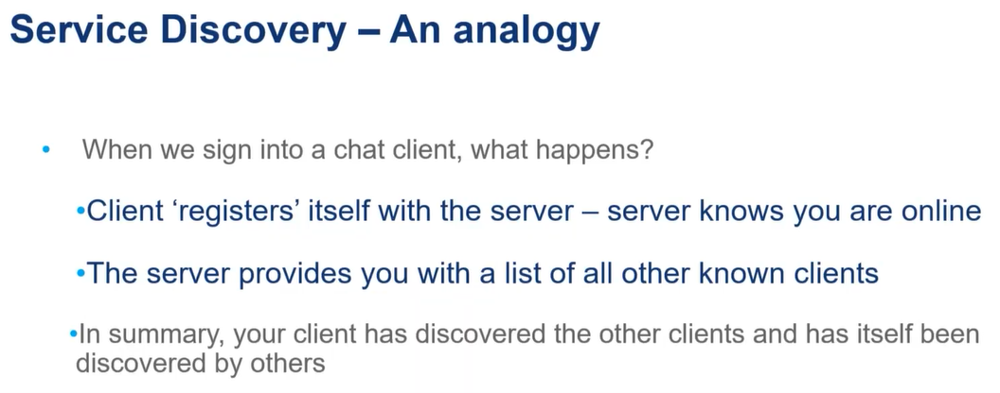 Service Discovery – An analogy
• When we sign into a chat client, what happens?
•Client ‘registers’ itself with the server – server knows you are online
•The server provides you with a list of all other known clients
•In summary, your client has discovered the other clients and has itself been
discovered by others